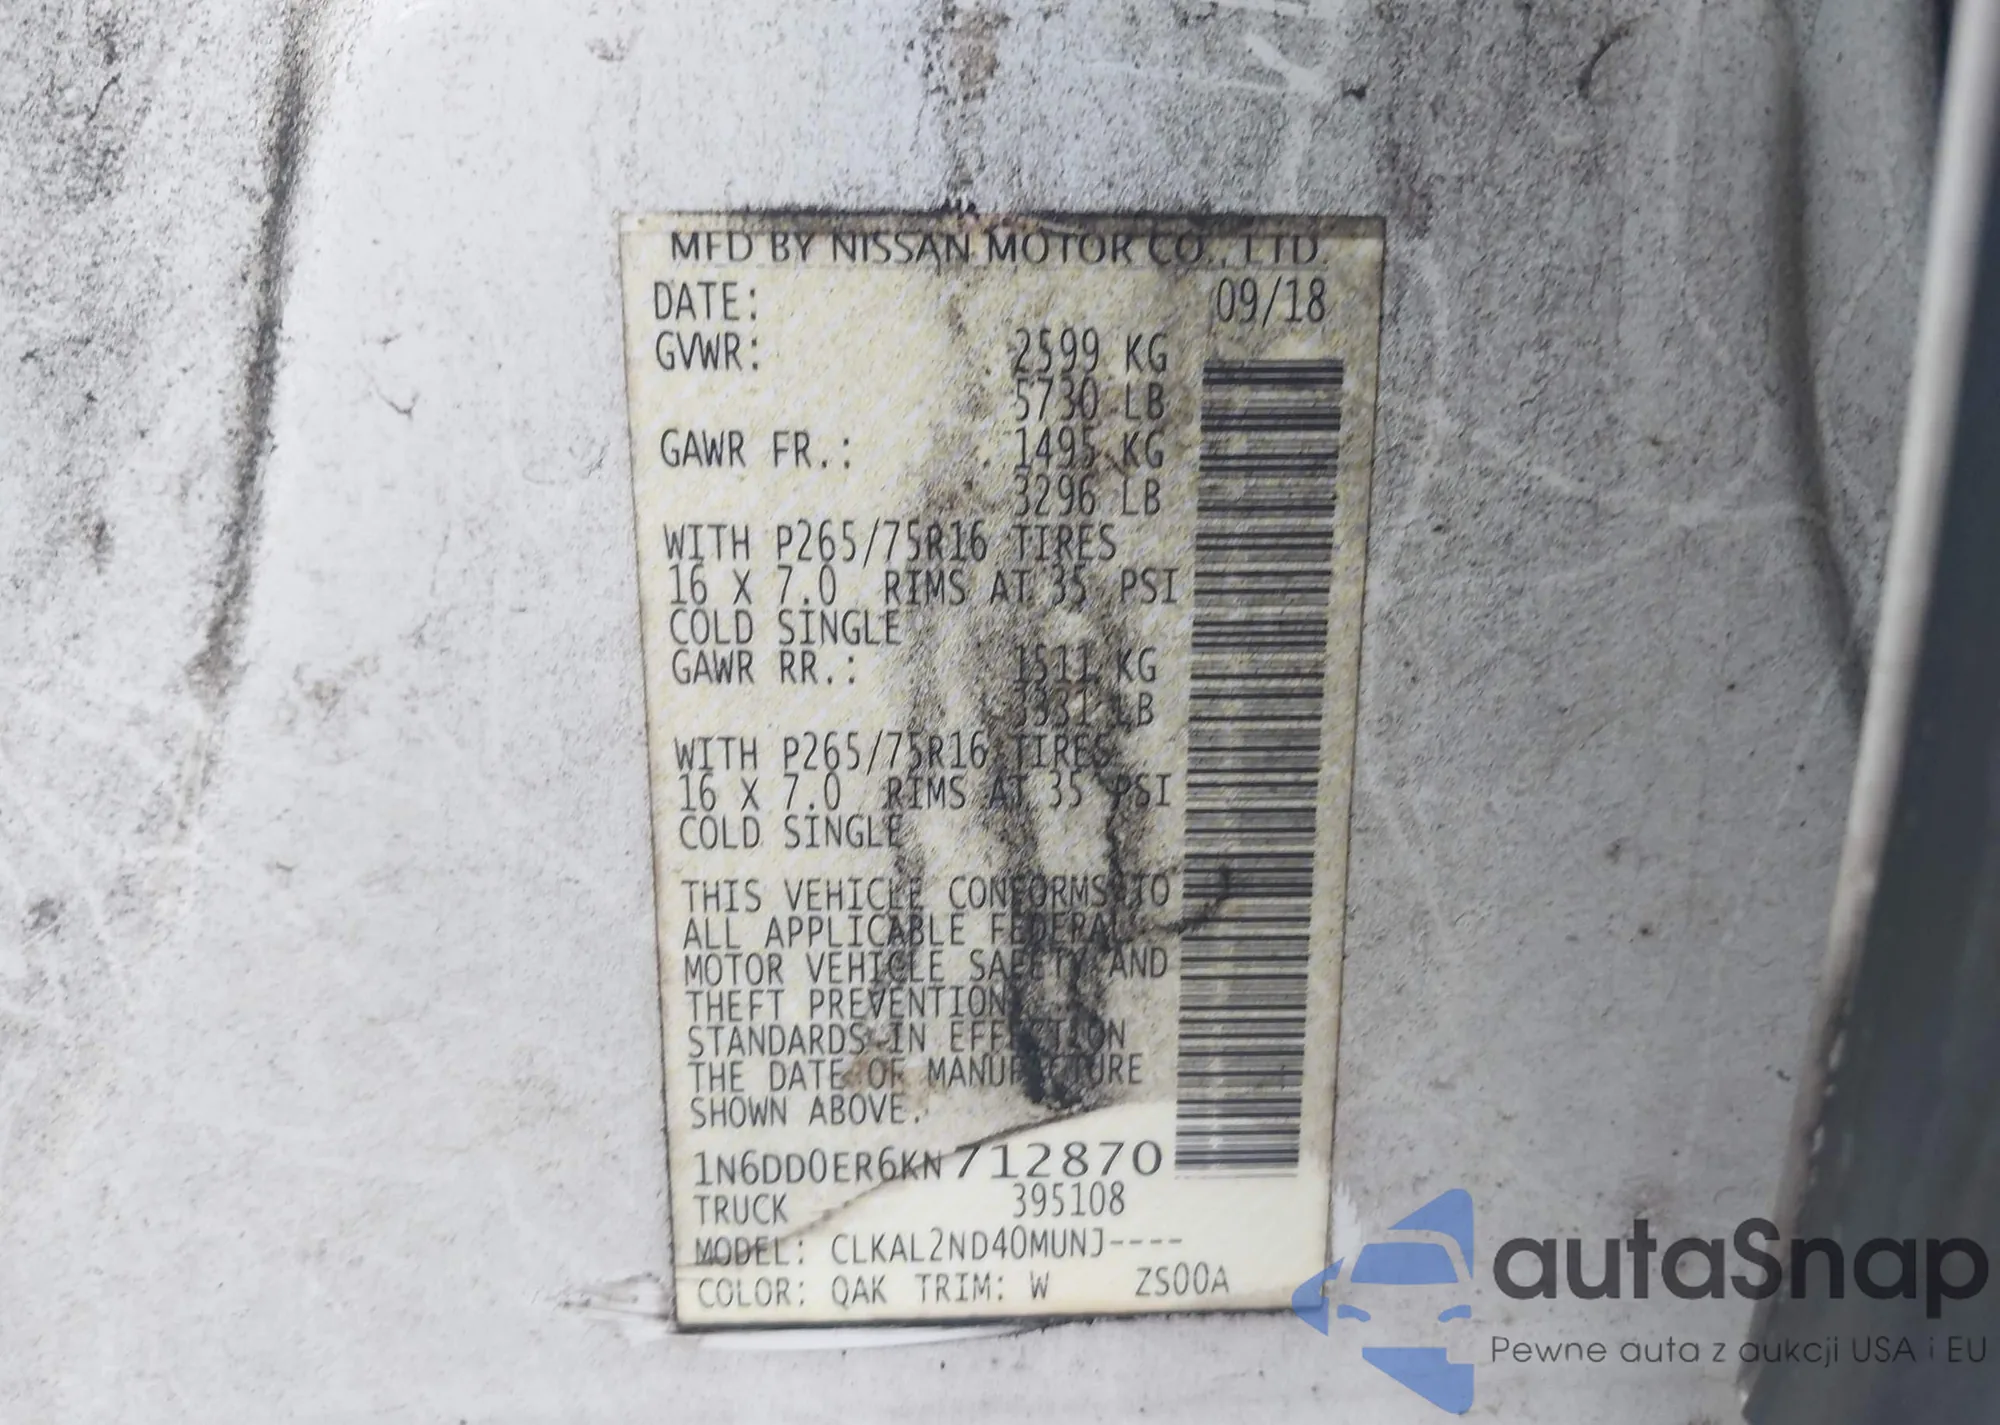 MFD BY NISSAN MOTOR CO., LTD.
DATE: 09/18
GVWR: 2599 KG
5730 LB
GAWR FR.: 1495 KG
3296 LB
WITH P265/75R16 TIRES
16 X 7.0 RIMS AT 35 PSI
COLD SINGLE
GAWR RR.: 1511 KG
3331 LB
WITH P265/75R16 TIRES
16 X 7.0 RIMS AT 35 PSI
COLD SINGLE
THIS VEHICLE CONFORMS TO
ALL APPLICABLE FEDERAL
MOTOR VEHICLE SAFETY AND
THEFT PREVENTION
STANDARDS IN EFFECT ON
THE DATE OF MANUFACTURE
SHOWN ABOVE.
1N6DD0ER6KN712870
TRUCK 395108
MODEL: CLKAL2ND40MUNJ----
COLOR: QAK TRIM: W ZS00A
autaSnap
Pewne auta z aukcji USA i EU